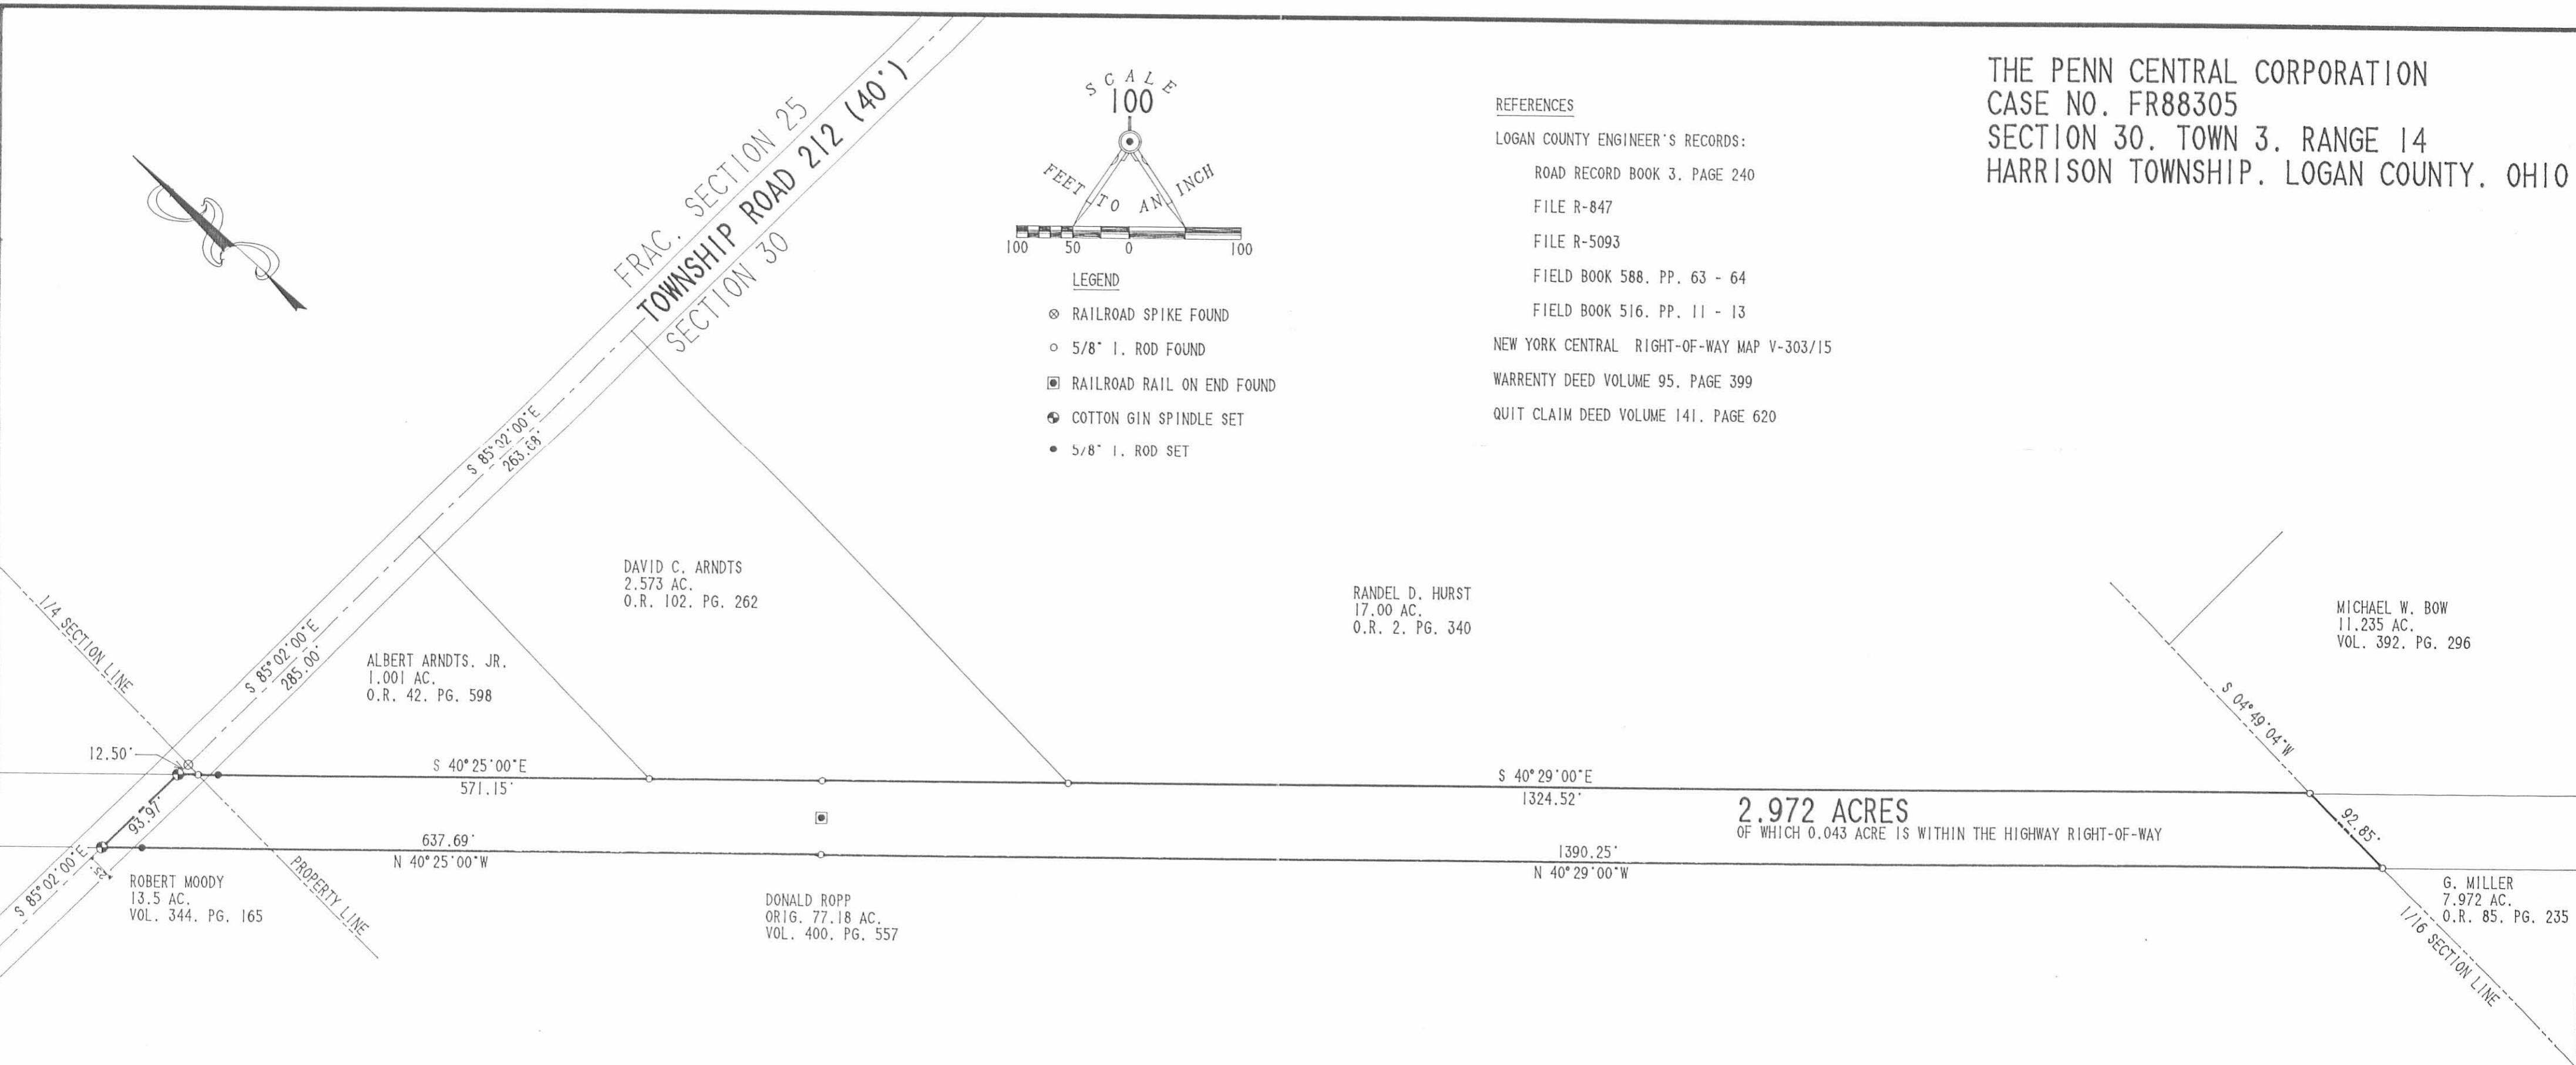 THE PENN CENTRAL CORPORATION
CASE NO. FR88305
SECTION 30. TOWN 3. RANGE 14
HARRISON TOWNSHIP. LOGAN COUNTY. OHIO
SCALE
100
FEET TO AN INCH
100 50 0 100
LEGEND
RAILROAD SPIKE FOUND
5/8" I. ROD FOUND
RAILROAD RAIL ON END FOUND
COTTON GIN SPINDLE SET
5/8" I. ROD SET
REFERENCES
LOGAN COUNTY ENGINEER'S RECORDS:
ROAD RECORD BOOK 3. PAGE 240
FILE R-847
FILE R-5093
FIELD BOOK 588. PP. 63 - 64
FIELD BOOK 516. PP. 11 - 13
NEW YORK CENTRAL RIGHT-OF-WAY MAP V-303/15
WARRENTY DEED VOLUME 95. PAGE 399
QUIT CLAIM DEED VOLUME 141. PAGE 620
FRAC. SECTION 25
TOWNSHIP ROAD 212 (40')
SECTION 30
S 85°02'00"E
263.68'
S 85°02'00"E
285.00'
1/4 SECTION LINE
DAVID C. ARNDTS
2.573 AC.
O.R. 102. PG. 262
ALBERT ARNDTS. JR.
1.001 AC.
O.R. 42. PG. 598
RANDEL D. HURST
17.00 AC.
O.R. 2. PG. 340
MICHAEL W. BOW
11.235 AC.
VOL. 392. PG. 296
S 04°49'04"W
12.50'
S 40°25'00"E
571.15'
S 40°29'00"E
1324.52'
2.972 ACRES
OF WHICH 0.043 ACRE IS WITHIN THE HIGHWAY RIGHT-OF-WAY
92.85'
93.97'
637.69'
N 40°25'00"W
1390.25'
N 40°29'00"W
S 85°02'00"E
25'
ROBERT MOODY
13.5 AC.
VOL. 344. PG. 165
PROPERTY LINE
DONALD ROPP
ORIG. 77.18 AC.
VOL. 400. PG. 557
G. MILLER
7.972 AC.
O.R. 85. PG. 235
1/16 SECTION LINE